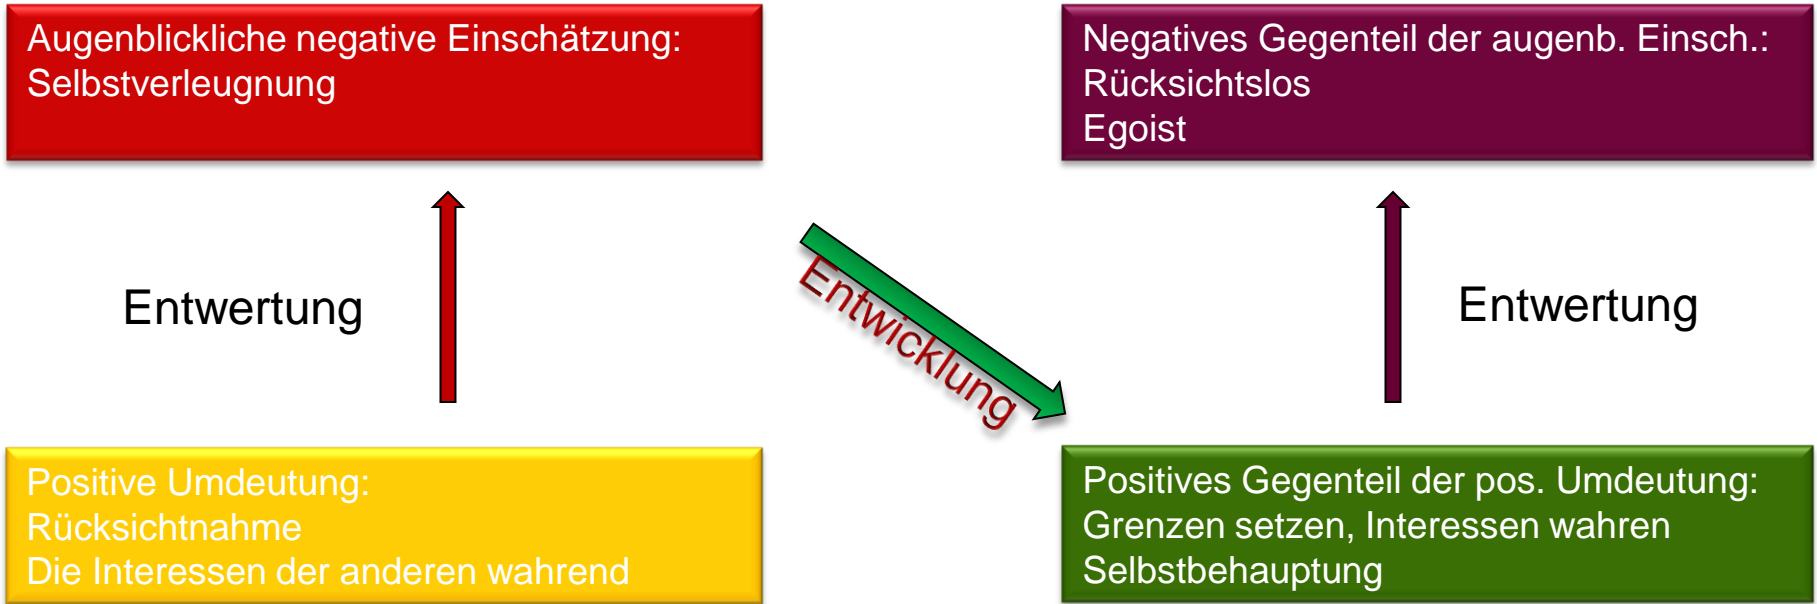 Augenblickliche negative Einschätzung:
Selbstverleugnung
Negatives Gegenteil der augenb. Einsch.:
Rücksichtslos
Egoist
Entwertung
Entwicklung
Entwertung
Positive Umdeutung:
Rücksichtnahme
Die Interessen der anderen wahrend
Positives Gegenteil der pos. Umdeutung:
Grenzen setzen, Interessen wahren
Selbstbehauptung